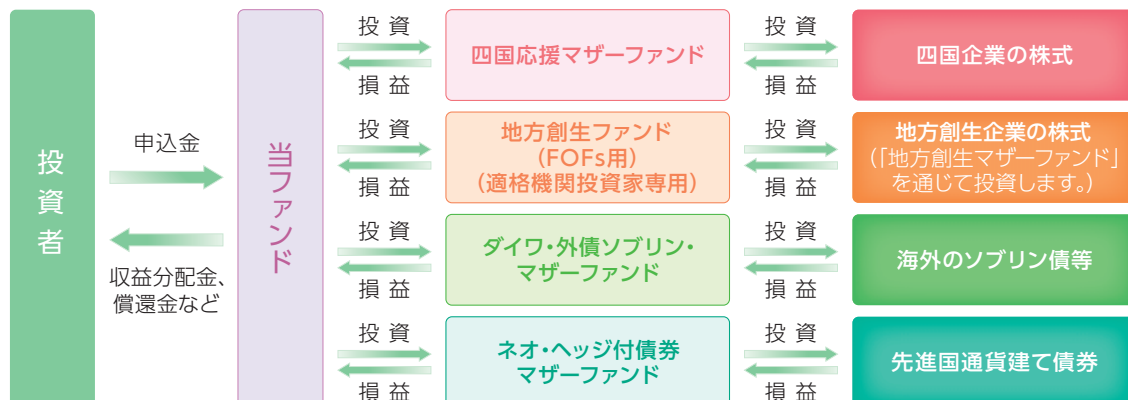 投資者
申込金
収益分配金、
償還金など
当ファンド
投 資
損 益
四国応援マザーファンド
投 資
損 益
四国企業の株式
投 資
損 益
地方創生ファンド
(FOFs用)
(適格機関投資家専用)
投 資
損 益
地方創生企業の株式
(「地方創生マザーファンド」
を通じて投資します。)
投 資
損 益
ダイワ・外債ソブリン・
マザーファンド
投 資
損 益
海外のソブリン債等
投 資
損 益
ネオ・ヘッジ付債券
マザーファンド
投 資
損 益
先進国通貨建て債券